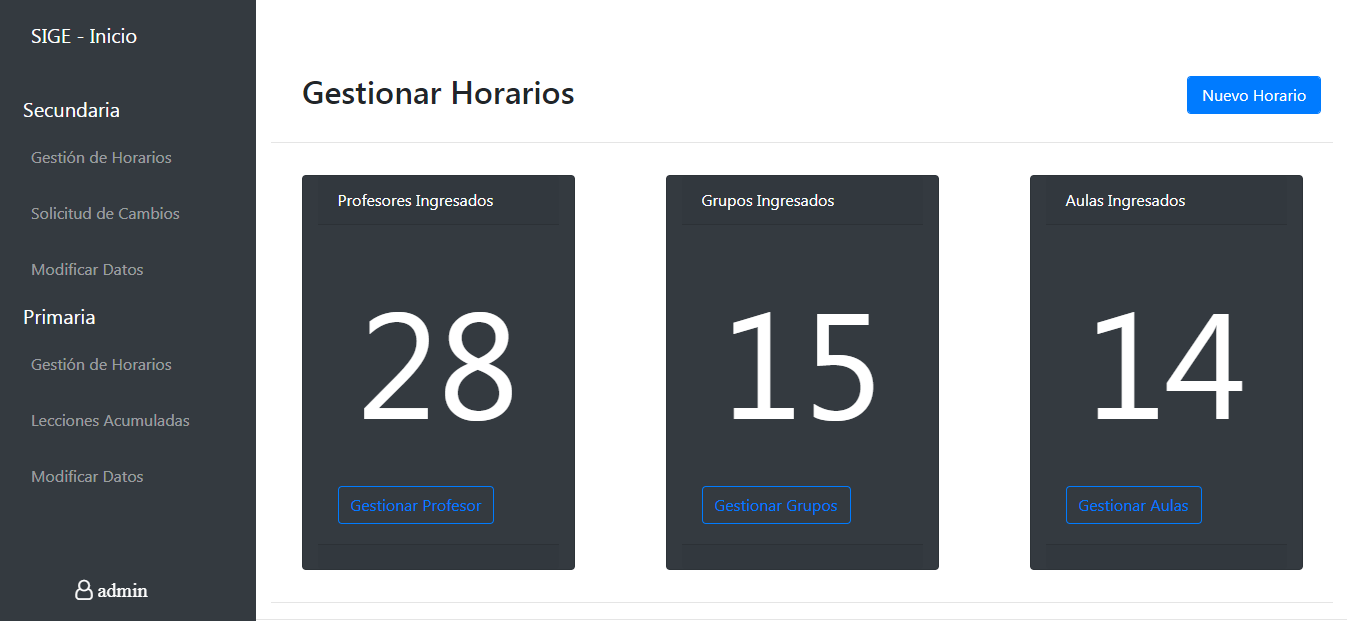 SIGE - Inicio
Secundaria
Gestión de Horarios
Solicitud de Cambios
Modificar Datos
Primaria
Gestión de Horarios
Lecciones Acumuladas
Modificar Datos
admin
Gestionar Horarios
Nuevo Horario
Profesores Ingresados
28
Gestionar Profesor
Grupos Ingresados
15
Gestionar Grupos
Aulas Ingresados
14
Gestionar Aulas